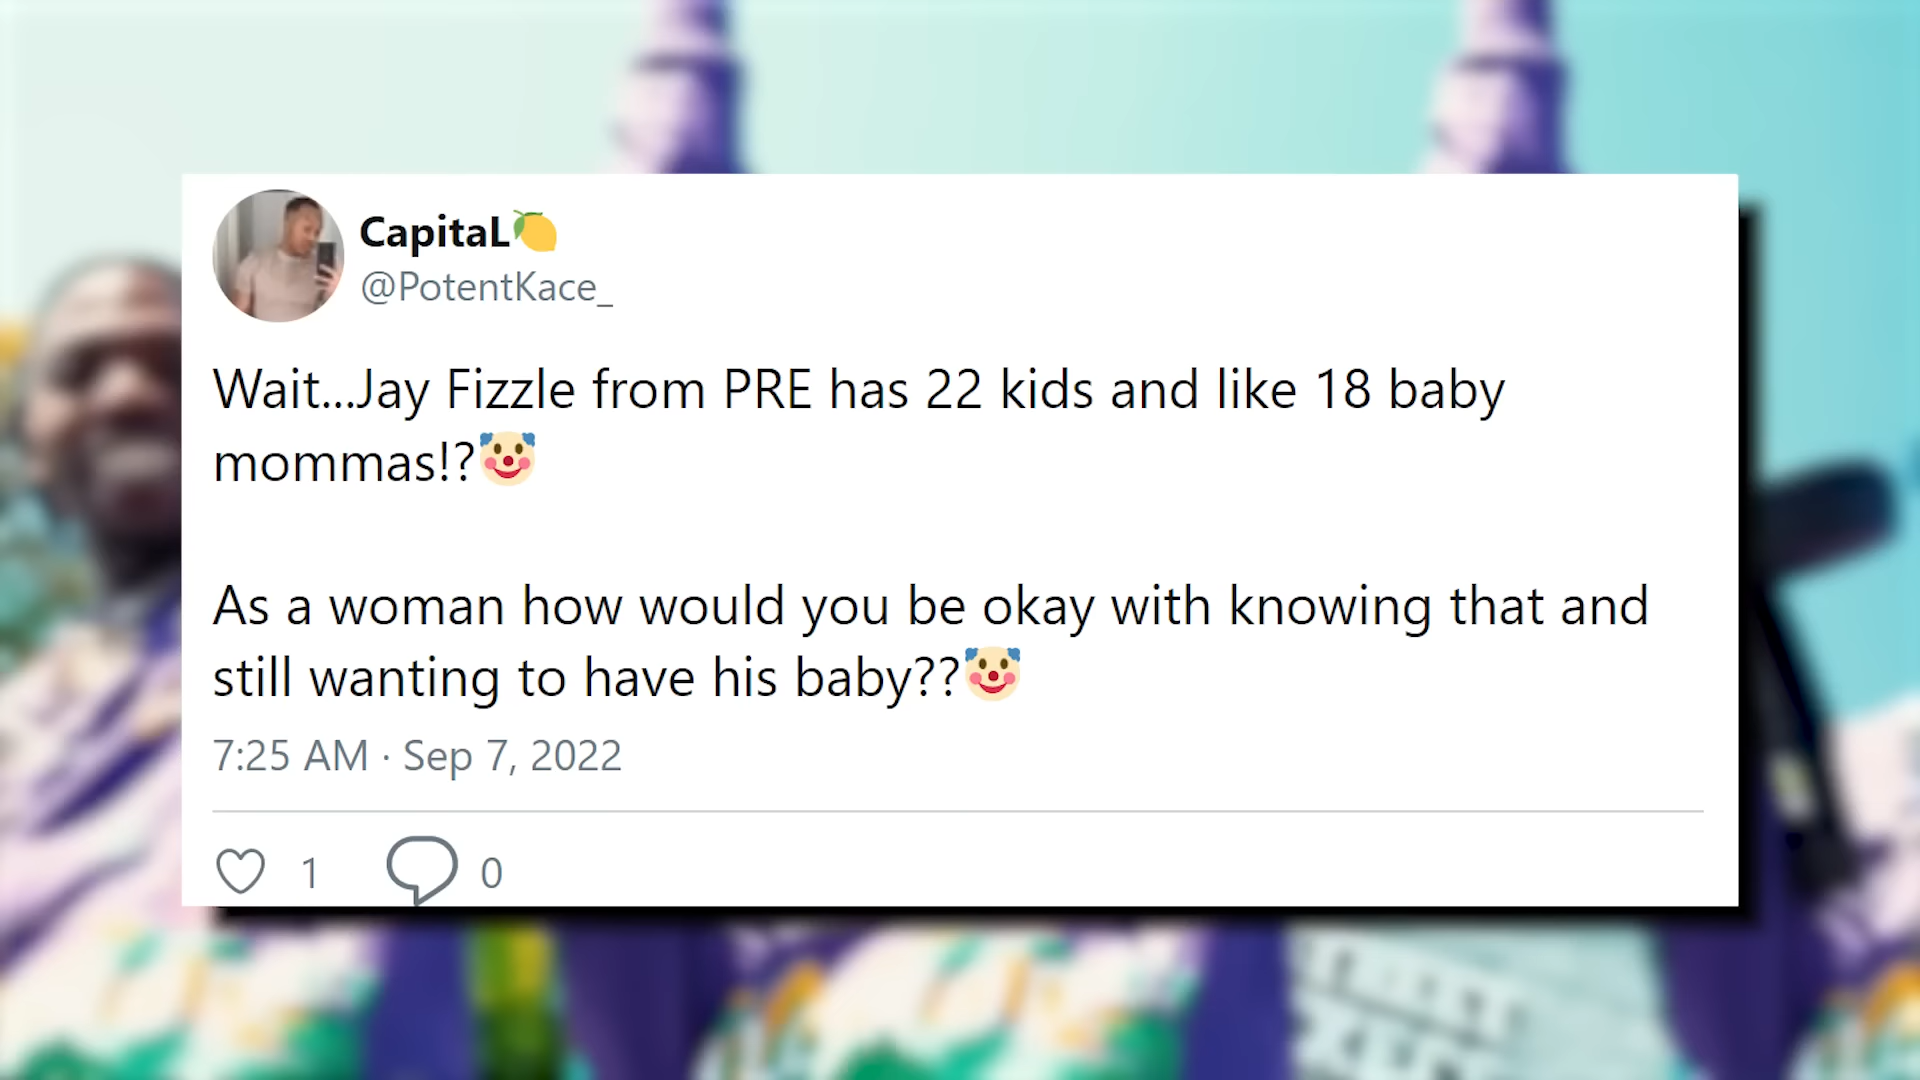 CapitaL🍋
@PotentKace_
Wait...Jay Fizzle from PRE has 22 kids and like 18 baby
mommas!?🤡
As a woman how would you be okay with knowing that and
still wanting to have his baby??🤡
7:25 AM · Sep 7, 2022
1 0